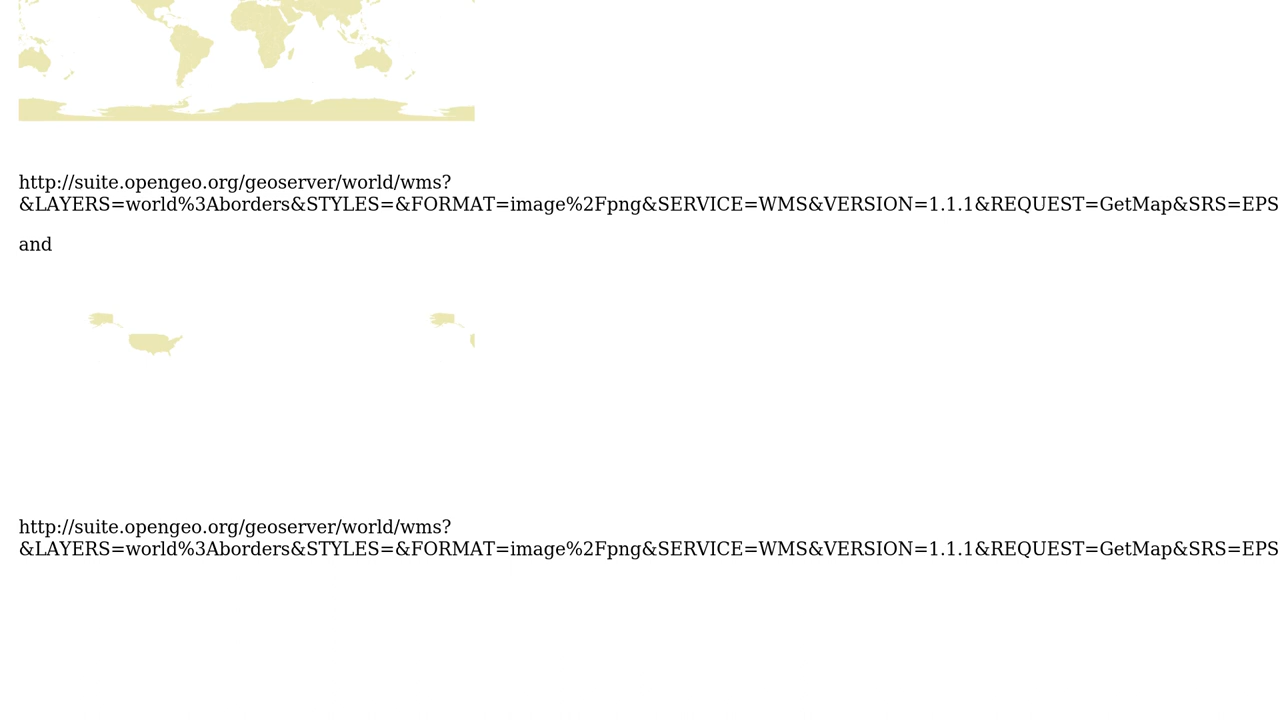 http://suite.opengeo.org/geoserver/world/wms?
&LAYERS=world%3Aborders&STYLES=&FORMAT=image%2Fpng&SERVICE=WMS&VERSION=1.1.1&REQUEST=GetMap&SRS=EPS
and
http://suite.opengeo.org/geoserver/world/wms?
&LAYERS=world%3Aborders&STYLES=&FORMAT=image%2Fpng&SERVICE=WMS&VERSION=1.1.1&REQUEST=GetMap&SRS=EPS